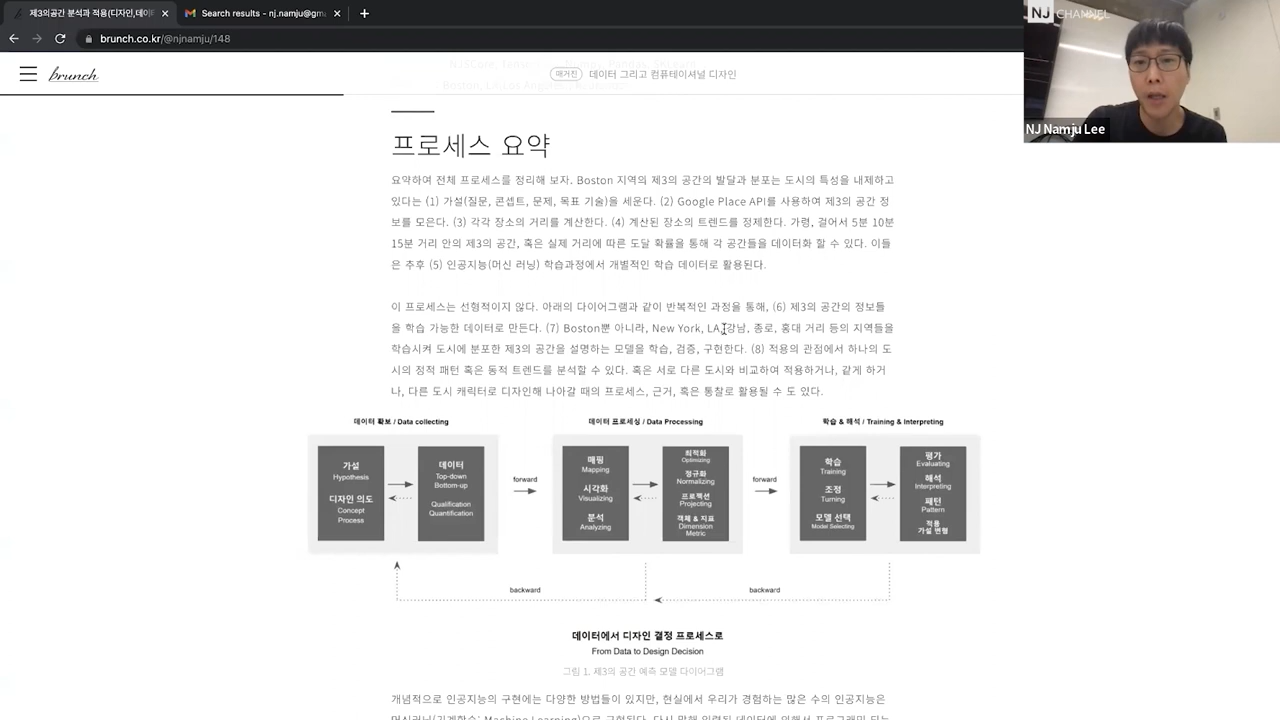 제3의공간 분석과 적용(디자인,데이터
Search results - nj.namju@gm
brunch.co.kr/@njnamju/148
NJ CHANNEL
NJ Namju Lee
brunch
매거진 데이터 그리고 컴퓨테이셔널 디자인
프로세스 요약
요약하여 전체 프로세스를 정리해 보자. Boston 지역의 제3의 공간의 발달과 분포는 도시의 특성을 내제하고
있다는 (1) 가설(질문, 콘셉트, 문제, 목표 기술)을 세운다. (2) Google Place API를 사용하여 제3의 공간 정
보를 모은다. (3) 각각 장소의 거리를 계산한다. (4) 계산된 장소의 트렌드를 정제한다. 가령, 걸어서 5분 10분
15분 거리 안의 제3의 공간, 혹은 실제 거리에 따른 도달 확률을 통해 각 공간들을 데이터화 할 수 있다. 이들
은 추후 (5) 인공지능(머신 러닝) 학습과정에서 개별적인 학습 데이터로 활용된다.
이 프로세스는 선형적이지 않다. 아래의 다이어그램과 같이 반복적인 과정을 통해, (6) 제3의 공간의 정보들
을 학습 가능한 데이터로 만든다. (7) Boston뿐 아니라, New York, LA, 강남, 종로, 홍대 거리 등의 지역들을
학습시켜 도시에 분포한 제3의 공간을 설명하는 모델을 학습, 검증, 구현한다. (8) 적용의 관점에서 하나의 도
시의 정적 패턴 혹은 동적 트렌드를 분석할 수 있다. 혹은 서로 다른 도시와 비교하여 적용하거나, 같게 하거
나, 다른 도시 캐릭터로 디자인해 나아갈 때의 프로세스, 근거, 혹은 통찰로 활용될 수 도 있다.
데이터 확보 / Data collecting
가설
Hypothesis
디자인 의도
Concept
Process
데이터
Top-down
Bottom-up
Qualification
Quantification
forward
데이터 프로세싱 / Data Processing
매핑
Mapping
시각화
Visualizing
분석
Analyzing
최적화
Optimizing
정규화
Normalizing
프로젝션
Projecting
객체 & 지표
Dimension
Metric
forward
학습 & 해석 / Training & Interpreting
학습
Training
조정
Turning
모델 선택
Model Selecting
평가
Evaluating
해석
Interpreting
패턴
Pattern
적용
가설 변형
backward
backward
데이터에서 디자인 결정 프로세스로
From Data to Design Decision
그림 1. 제3의 공간 예측 모델 다이어그램
개념적으로 인공지능의 구현에는 다양한 방법들이 있지만, 현실에서 우리가 경험하는 많은 수의 인공지능은